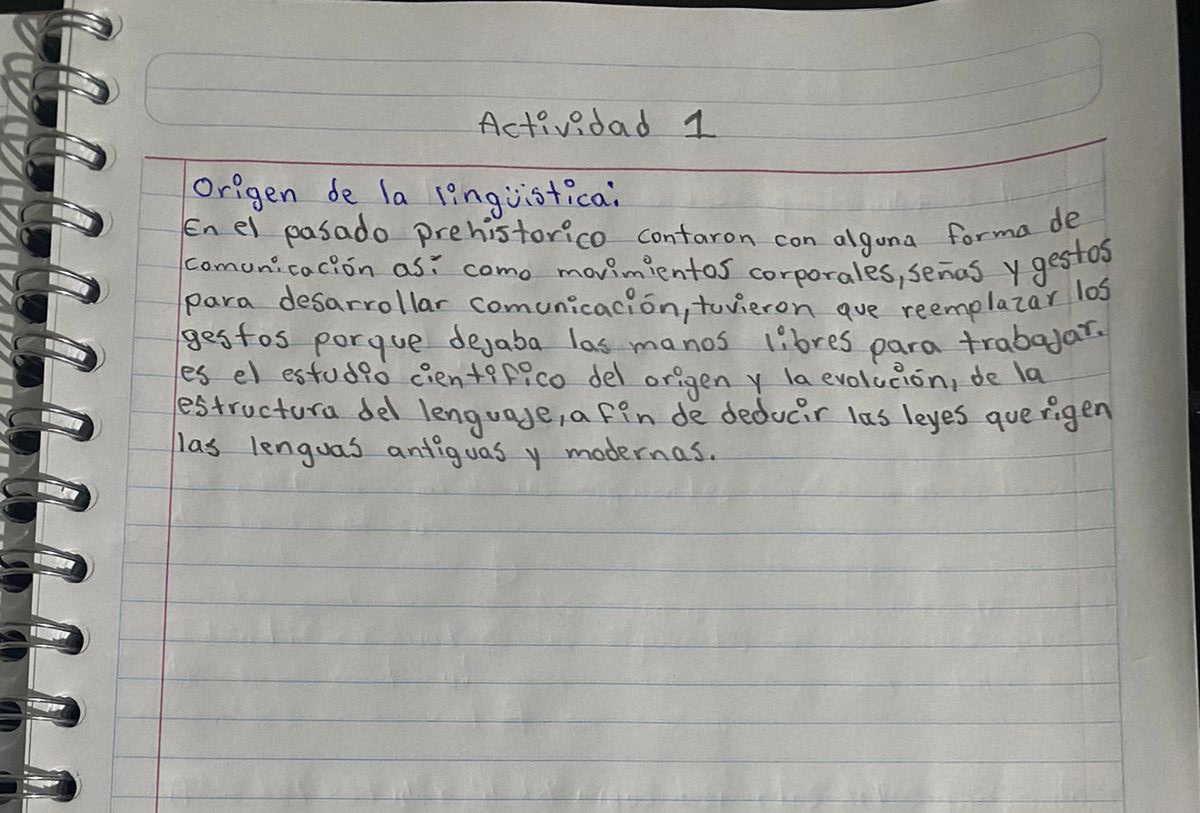 Actividad 1
Origen de la lingüistica:
En el pasado prehistorico contaron con alguna forma de
comunicación así como movimientos corporales, señas y gestos
para desarrollar comunicación, tuvieron que reemplazar los
gestos porque dejaba las manos libres para trabajar.
es el estudio cientifico del origen y la evolución, de la
estructura del lenguaje, a fin de deducir las leyes que rigen
las lenguas antiguas y modernas.